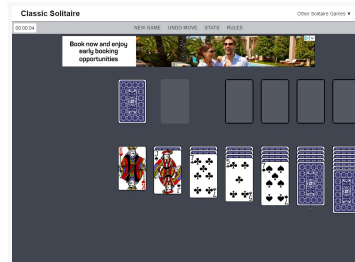 Classic Solitaire
Other Solitaire Games ▼
00:00:04
NEW GAME UNDO MOVE STATS RULES
Book now and enjoy
early booking
opportunities